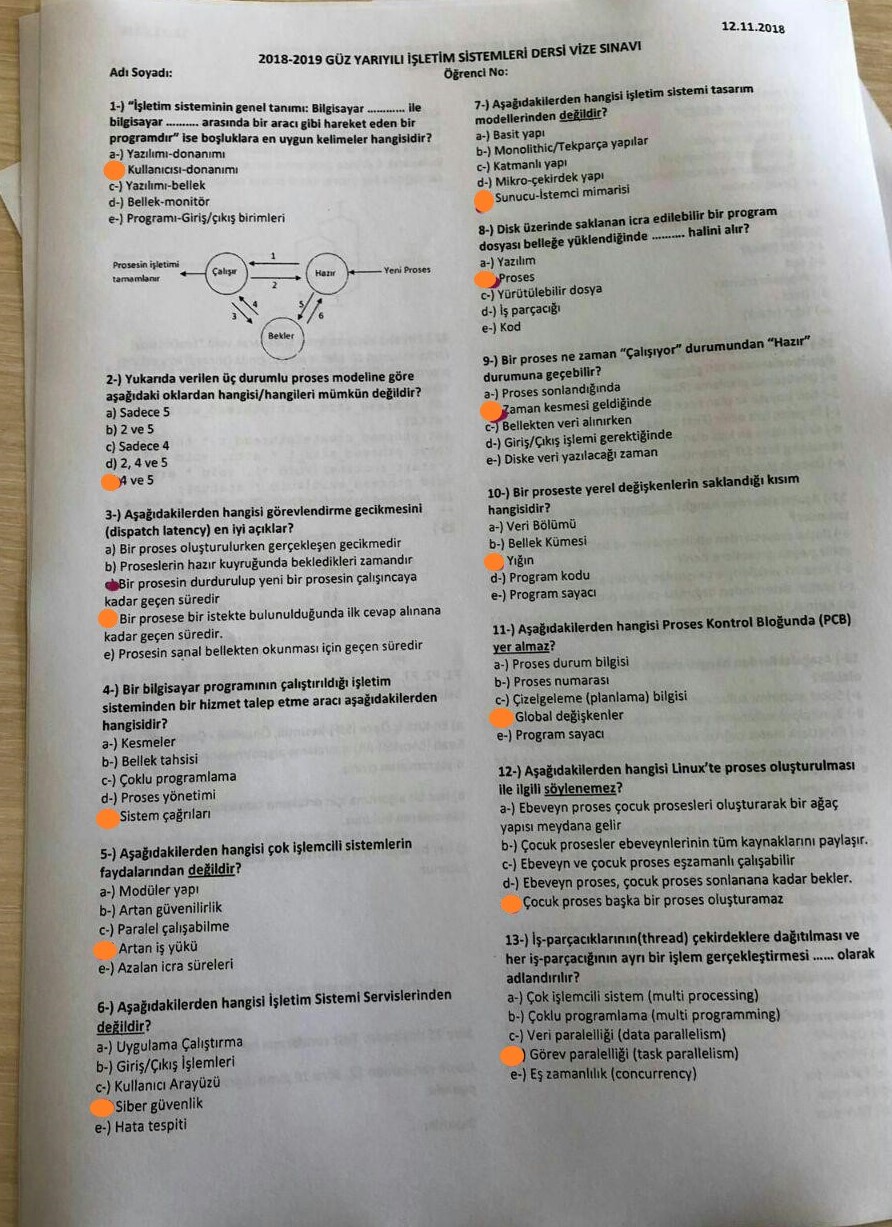 12.11.2018
2018-2019 GÜZ YARIYILI İŞLETİM SİSTEMLERİ DERSİ VİZE SINAVI
Adı Soyadı:
Öğrenci No:
1-) "İşletim sisteminin genel tanımı: Bilgisayar ............ ile
bilgisayar .......... arasında bir aracı gibi hareket eden bir
programdır" ise boşluklara en uygun kelimeler hangisidir?
a-) Yazılımı-donanımı
Kullanıcısı-donanımı
c-) Yazılımı-bellek
d-) Bellek-monitör
e-) Programı-Giriş/çıkış birimleri
Prosesin işletimi
tamamlanır
Çalışır
1
2
Hazır
Yeni Proses
3
4
5
6
Bekler
2-) Yukarıda verilen üç durumlu proses modeline göre
aşağıdaki oklardan hangisi/hangileri mümkün değildir?
a) Sadece 5
b) 2 ve 5
c) Sadece 4
d) 2, 4 ve 5
4 ve 5
3-) Aşağıdakilerden hangisi görevlendirme gecikmesini
(dispatch latency) en iyi açıklar?
a) Bir proses oluşturulurken gerçekleşen gecikmedir
b) Proseslerin hazır kuyruğunda bekledikleri zamandır
Bir prosesin durdurulup yeni bir prosesin çalışıncaya
kadar geçen süredir
Bir prosese bir istekte bulunulduğunda ilk cevap alınana
kadar geçen süredir.
e) Prosesin sanal bellekten okunması için geçen süredir
4-) Bir bilgisayar programının çalıştırıldığı işletim
sisteminden bir hizmet talep etme aracı aşağıdakilerden
hangisidir?
a-) Kesmeler
b-) Bellek tahsisi
c-) Çoklu programlama
d-) Proses yönetimi
Sistem çağrıları
5-) Aşağıdakilerden hangisi çok işlemcili sistemlerin
faydalarından değildir?
a-) Modüler yapı
b-) Artan güvenilirlik
c-) Paralel çalışabilme
Artan iş yükü
e-) Azalan icra süreleri
6-) Aşağıdakilerden hangisi İşletim Sistemi Servislerinden
değildir?
a-) Uygulama Çalıştırma
b-) Giriş/Çıkış İşlemleri
c-) Kullanıcı Arayüzü
Siber güvenlik
e-) Hata tespiti
7-) Aşağıdakilerden hangisi işletim sistemi tasarım
modellerinden değildir?
a-) Basit yapı
b-) Monolithic/Tekparça yapılar
c-) Katmanlı yapı
d-) Mikro-çekirdek yapı
Sunucu-İstemci mimarisi
8-) Disk üzerinde saklanan icra edilebilir bir program
dosyası belleğe yüklendiğinde .......... halini alır?
a-) Yazılım
Proses
c-) Yürütülebilir dosya
d-) İş parçacığı
e-) Kod
9-) Bir proses ne zaman "Çalışıyor" durumundan "Hazır"
durumuna geçebilir?
a-) Proses sonlandığında
Zaman kesmesi geldiğinde
c-) Bellekten veri alınırken
d-) Giriş/Çıkış işlemi gerektiğinde
e-) Diske veri yazılacağı zaman
10-) Bir proseste yerel değişkenlerin saklandığı kısım
hangisidir?
a-) Veri Bölümü
b-) Bellek Kümesi
Yığın
d-) Program kodu
e-) Program sayacı
11-) Aşağıdakilerden hangisi Proses Kontrol Bloğunda (PCB)
yer almaz?
a-) Proses durum bilgisi
b-) Proses numarası
c-) Çizelgeleme (planlama) bilgisi
Global değişkenler
e-) Program sayacı
12-) Aşağıdakilerden hangisi Linux'te proses oluşturulması
ile ilgili söylenemez?
a-) Ebeveyn proses çocuk prosesleri oluşturarak bir ağaç
yapısı meydana gelir
b-) Çocuk prosesler ebeveynlerinin tüm kaynaklarını paylaşır.
c-) Ebeveyn ve çocuk proses eşzamanlı çalışabilir
d-) Ebeveyn proses, çocuk proses sonlanana kadar bekler.
Çocuk proses başka bir proses oluşturamaz
13-) İş-parçacıklarının(thread) çekirdeklere dağıtılması ve
her iş-parçacığının ayrı bir işlem gerçekleştirmesi ...... olarak
adlandırılır?
a-) Çok işlemcili sistem (multi processing)
b-) Çoklu programlama (multi programming)
c-) Veri paralelliği (data parallelism)
) Görev paralelliği (task parallelism)
e-) Eş zamanlılık (concurrency)